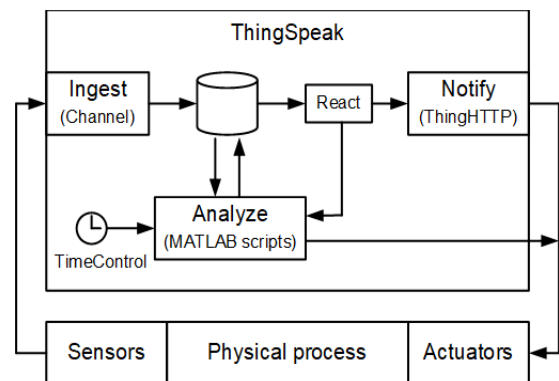 ThingSpeak
Ingest
(Channel)
React
Notify
(ThingHTTP)
Analyze
(MATLAB scripts)
TimeControl
Sensors
Physical process
Actuators